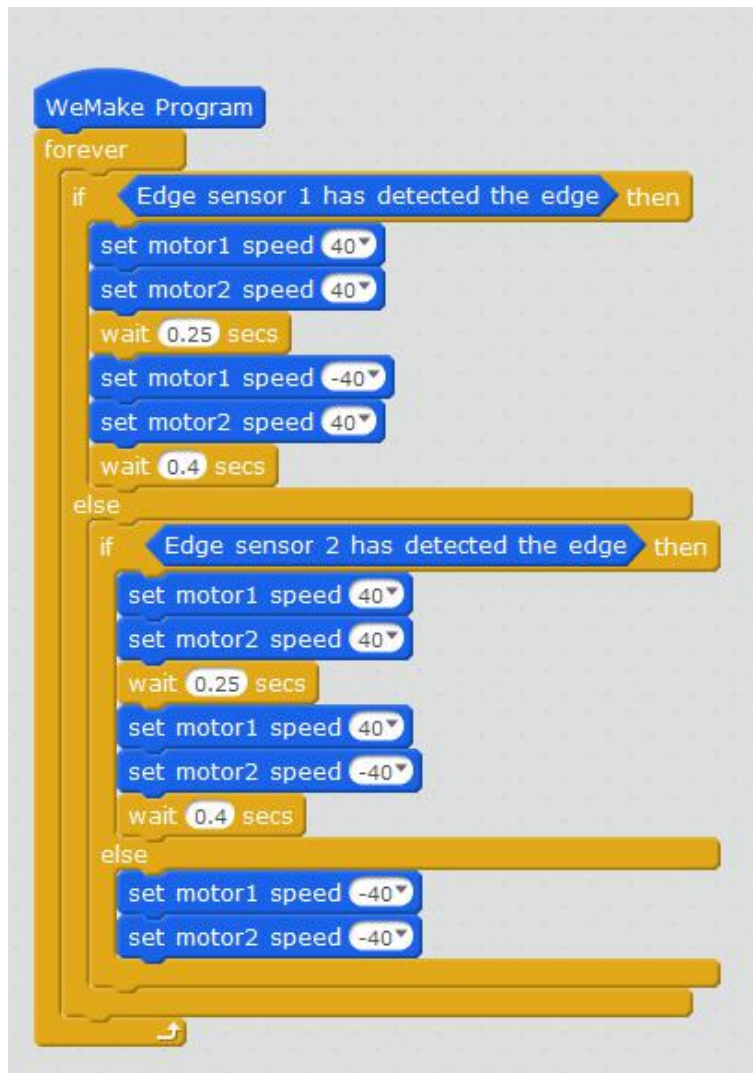 WeMake Program
forever
if Edge sensor 1 has detected the edge then
set motor1 speed 40
set motor2 speed 40
wait 0.25 secs
set motor1 speed -40
set motor2 speed 40
wait 0.4 secs
else
if Edge sensor 2 has detected the edge then
set motor1 speed 40
set motor2 speed 40
wait 0.25 secs
set motor1 speed 40
set motor2 speed -40
wait 0.4 secs
else
set motor1 speed -40
set motor2 speed -40